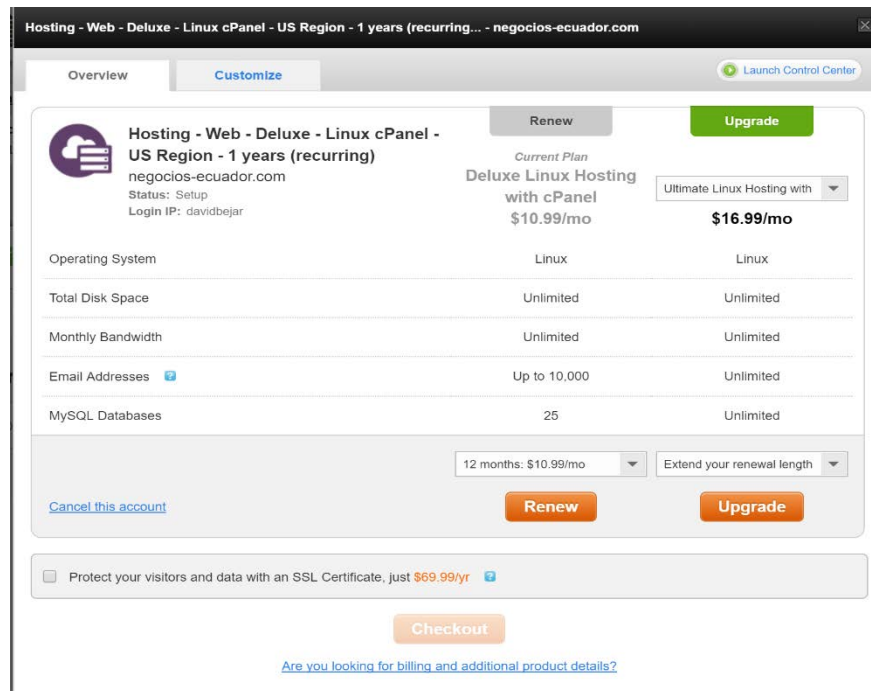 Hosting - Web - Deluxe - Linux cPanel - US Region - 1 years (recurring... - negocios-ecuador.com
Overview
Customize
Launch Control Center
Hosting - Web - Deluxe - Linux cPanel -
US Region - 1 years (recurring)
negocios-ecuador.com
Status: Setup
Login IP: davidbejar
Renew
Current Plan
Deluxe Linux Hosting
with cPanel
$10.99/mo
Upgrade
Ultimate Linux Hosting with
$16.99/mo
Operating System Linux Linux
Total Disk Space Unlimited Unlimited
Monthly Bandwidth Unlimited Unlimited
Email Addresses ? Up to 10,000 Unlimited
MySQL Databases 25 Unlimited
12 months: $10.99/mo Extend your renewal length
Cancel this account Renew Upgrade
Protect your visitors and data with an SSL Certificate, just $69.99/yr ?
Checkout
Are you looking for billing and additional product details?